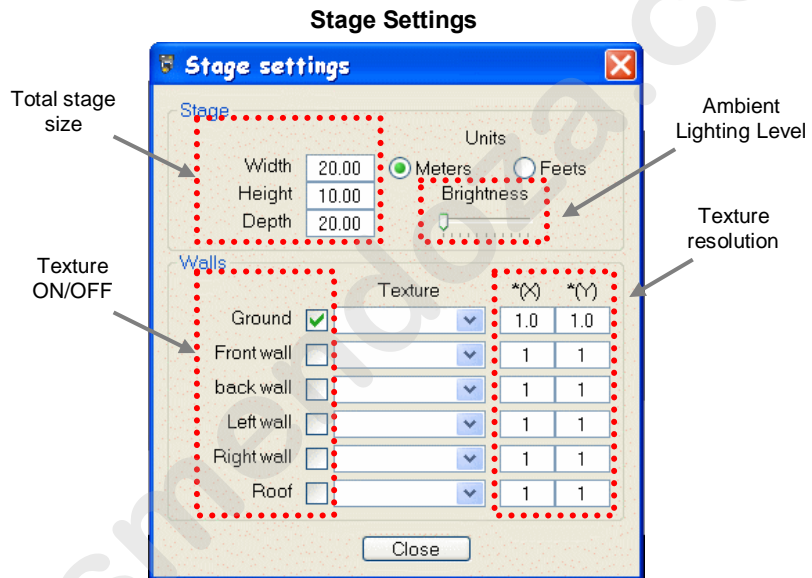 Stage Settings
Stage settings
Total stage
size
Ambient
Lighting Level
Stage
Units
Width 20.00 Meters Feets
Height 10.00 Brightness
Depth 20.00
Texture
resolution
Texture
ON/OFF
Walls
Texture *(X) *(Y)
Ground 1.0 1.0
Front wall 1 1
back wall 1 1
Left wall 1 1
Right wall 1 1
Roof 1 1
Close